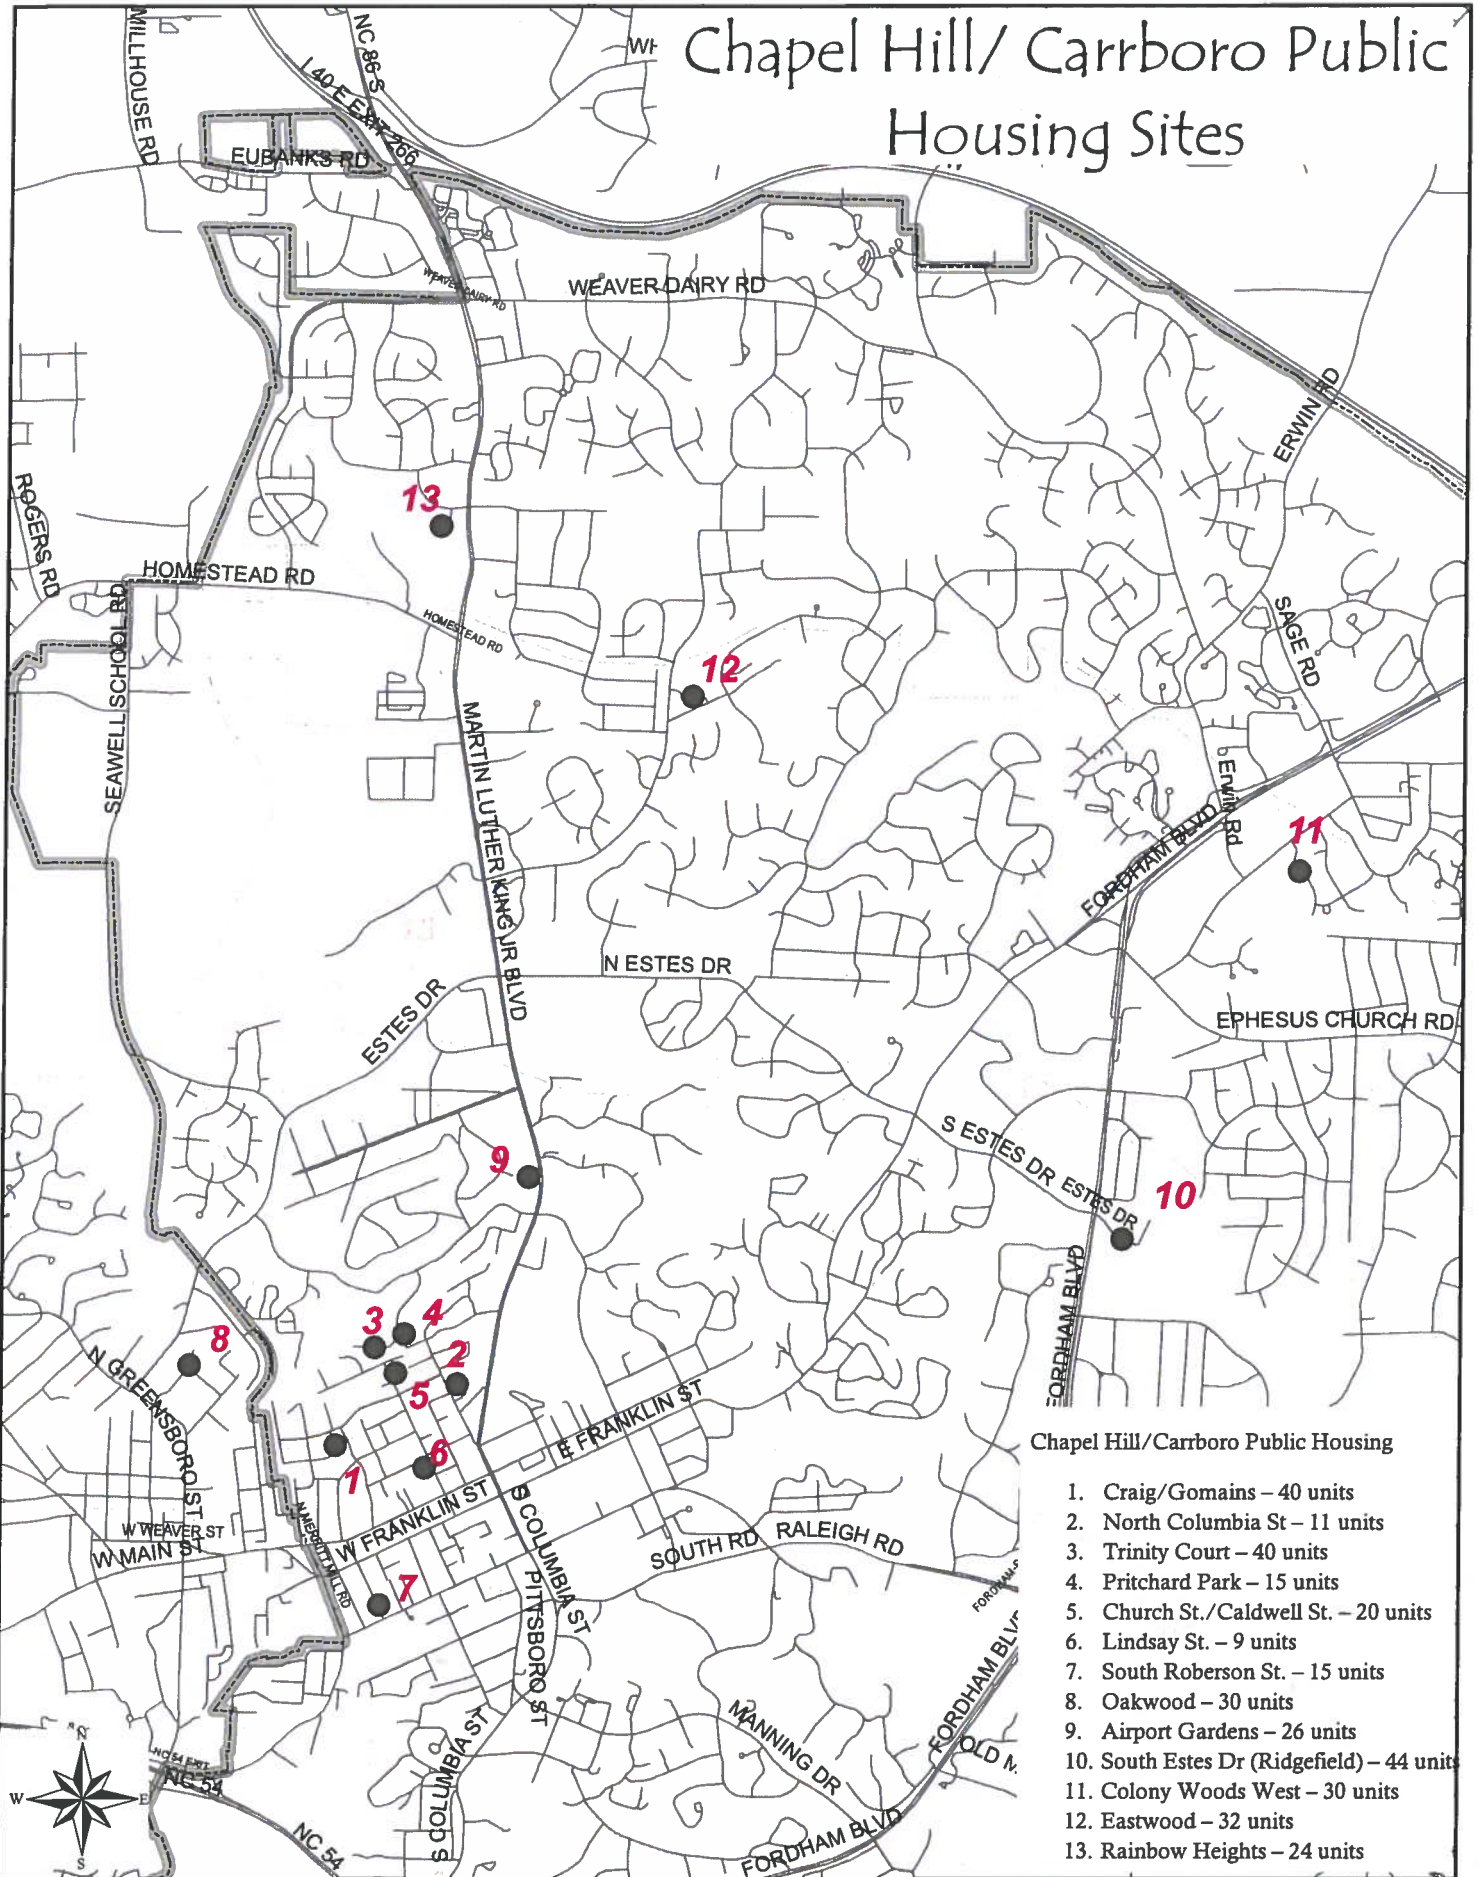 Chapel Hill/ Carrboro Public
Housing Sites
MILLHOUSE RD
NC 86 S
I 40 E EXIT 266
EUBANKS RD
WEAVER DAIRY RD
WEAVER DAIRY RD
ERWIN RD
ROGERS RD
13
HOMESTEAD RD
HOMESTEAD RD
SEAWELL SCHOOL RD
SAGE RD
12
MARTIN LUTHER KING JR BLVD
Erwin Rd
FORDHAM BLVD
11
N ESTES DR
ESTES DR
EPHESUS CHURCH RD
S ESTES DR
ESTES DR
9
10
FORDHAM BLVD
3
4
8
2
5
N GREENSBORO ST
E FRANKLIN ST
6
1
W FRANKLIN ST
S COLUMBIA ST
N MERRITT MILL RD
W WEAVER ST
W MAIN ST
SOUTH RD
RALEIGH RD
7
PITTSBORO ST
FORDHAM BLVD
MANNING DR
OLD M
S COLUMBIA ST
NC 54 EXIT
NC 54
NC 54
FORDHAM BLVD
N
W
E
S
Chapel Hill/Carrboro Public Housing
1. Craig/Gomains – 40 units
2. North Columbia St – 11 units
3. Trinity Court – 40 units
4. Pritchard Park – 15 units
5. Church St./Caldwell St. – 20 units
6. Lindsay St. – 9 units
7. South Roberson St. – 15 units
8. Oakwood – 30 units
9. Airport Gardens – 26 units
10. South Estes Dr (Ridgefield) – 44 units
11. Colony Woods West – 30 units
12. Eastwood – 32 units
13. Rainbow Heights – 24 units